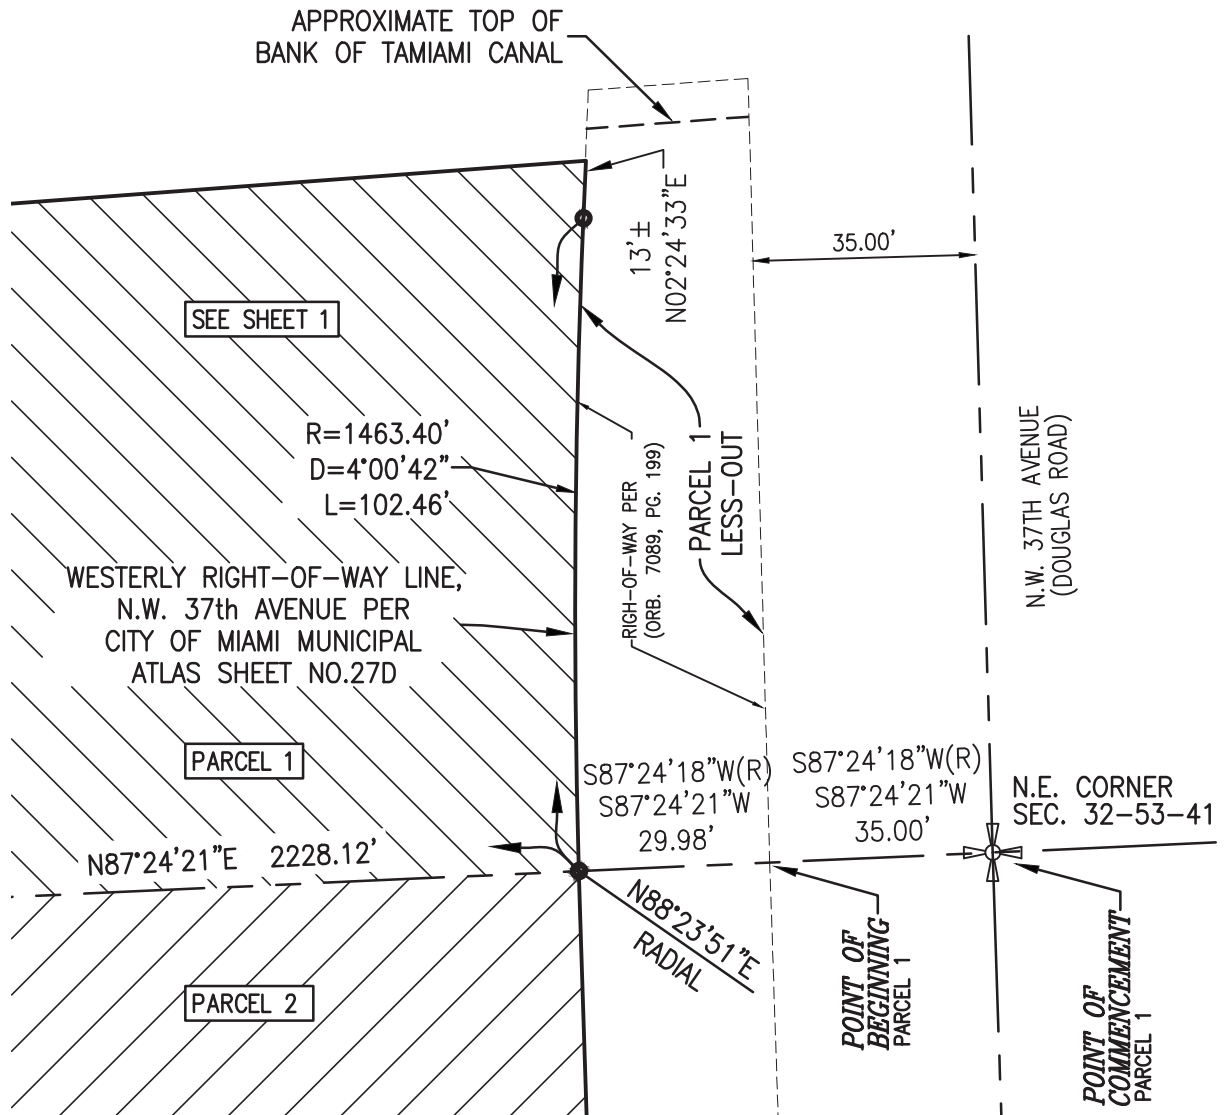 APPROXIMATE TOP OF
BANK OF TAMIAMI CANAL
13'±
N02°24'33"E
35.00'
SEE SHEET 1
R=1463.40'
D=4°00'42"
L=102.46'
RIGH-OF-WAY PER
(ORB. 7089, PG. 199)
PARCEL 1
LESS-OUT
N.W. 37TH AVENUE
(DOUGLAS ROAD)
WESTERLY RIGHT-OF-WAY LINE,
N.W. 37th AVENUE PER
CITY OF MIAMI MUNICIPAL
ATLAS SHEET NO.27D
PARCEL 1
S87°24'18"W(R)
S87°24'21"W
29.98'
S87°24'18"W(R)
S87°24'21"W
35.00'
N.E. CORNER
SEC. 32-53-41
N87°24'21"E 2228.12'
N88°23'51"E
RADIAL
PARCEL 2
POINT OF
BEGINNING
PARCEL 1
POINT OF
COMMENCEMENT
PARCEL 1